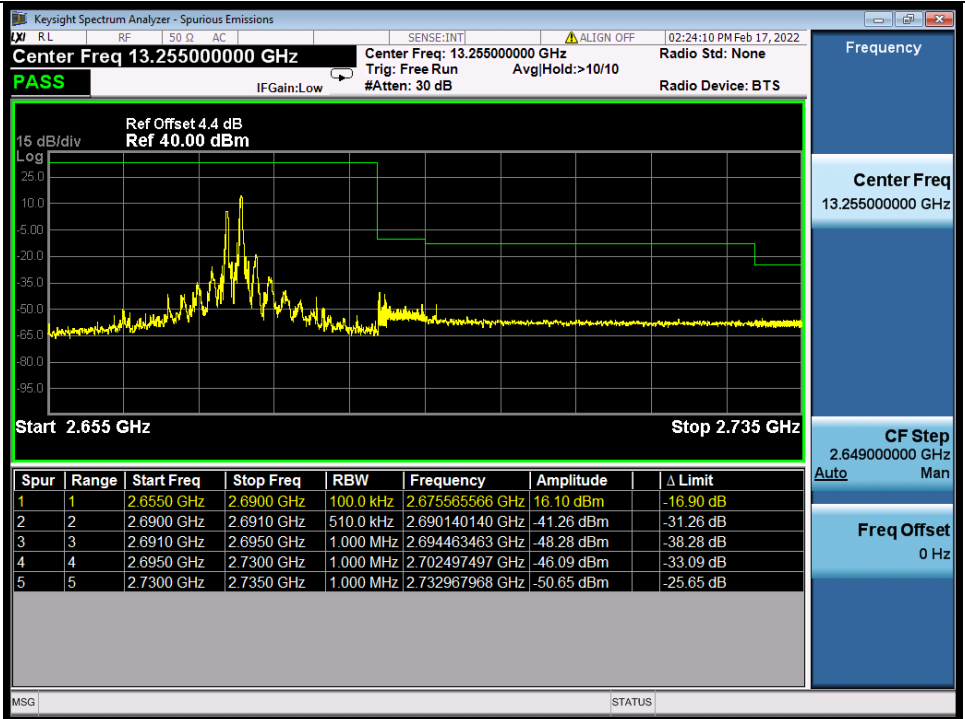 Keysight Spectrum Analyzer - Spurious Emissions
LXI RL RF 50 Ω AC SENSE:INT ALIGN OFF 02:24:10 PM Feb 17, 2022
Center Freq 13.255000000 GHz
Center Freq: 13.255000000 GHz Radio Std: None
Trig: Free Run Avg|Hold:>10/10
PASS IFGain:Low #Atten: 30 dB Radio Device: BTS
Ref Offset 4.4 dB
15 dB/div Ref 40.00 dBm
Log
25.0
10.0
-5.00
-20.0
-35.0
-50.0
-65.0
-80.0
-95.0
Start 2.655 GHz Stop 2.735 GHz
Spur Range Start Freq Stop Freq RBW Frequency Amplitude Δ Limit
1 1 2.6550 GHz 2.6900 GHz 100.0 kHz 2.675565566 GHz 16.10 dBm -16.90 dB
2 2 2.6900 GHz 2.6910 GHz 510.0 kHz 2.690140140 GHz -41.26 dBm -31.26 dB
3 3 2.6910 GHz 2.6950 GHz 1.000 MHz 2.694463463 GHz -48.28 dBm -38.28 dB
4 4 2.6950 GHz 2.7300 GHz 1.000 MHz 2.702497497 GHz -46.09 dBm -33.09 dB
5 5 2.7300 GHz 2.7350 GHz 1.000 MHz 2.732967968 GHz -50.65 dBm -25.65 dB
MSG STATUS
Frequency
Center Freq
13.255000000 GHz
CF Step
2.649000000 GHz
Auto Man
Freq Offset
0 Hz